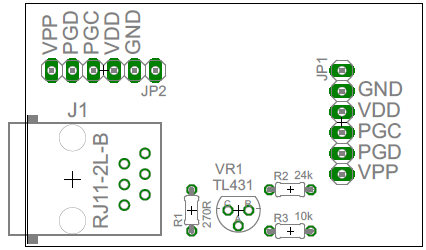 VPP
PGD
PGC
VDD
GND
JP2
J1
RJ11-2L-B
JP1
GND
VDD
PGC
PGD
VPP
VR1
TL431
C A B
R1
270R
R2 24k
R3 10k